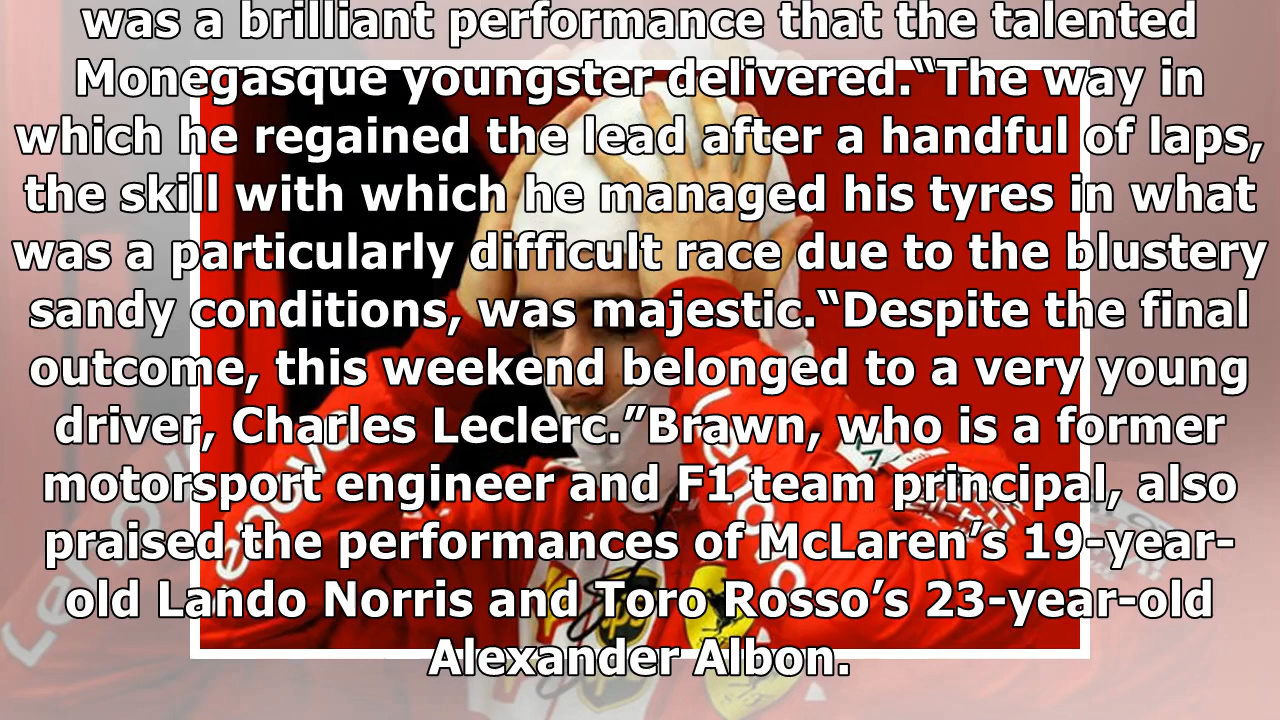 was a brilliant performance that the talented
Monegasque youngster delivered.“The way in
which he regained the lead after a handful of laps,
the skill with which he managed his tyres in what
was a particularly difficult race due to the blustery
sandy conditions, was majestic.“Despite the final
outcome, this weekend belonged to a very young
driver, Charles Leclerc.”Brawn, who is a former
motorsport engineer and F1 team principal, also
praised the performances of McLaren’s 19-year-
old Lando Norris and Toro Rosso’s 23-year-old
Alexander Albon.
Lenovo
Lenovo
Lenovo
ups